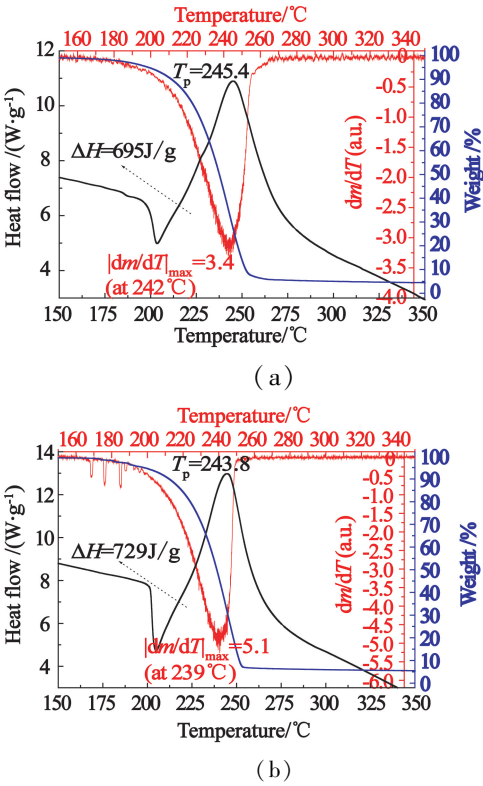 Temperature/℃
160 180 200 220 240 260 280 300 320 340
12
10
8
6
4
Heat flow /(W·g⁻¹)
Tp=245.4
ΔH=695J/g
|dm/dT|max=3.4
(at 242℃)
0
-0.5
-1.0
-1.5
-2.0
-2.5
-3.0
-3.5
-4.0
dm/dT (a.u.)
100
90
80
70
60
50
40
30
20
10
0
Weight /%
150 175 200 225 250 275 300 325 350
Temperature/℃
(a)
Temperature/℃
160 180 200 220 240 260 280 300 320 340
14
12
10
8
6
4
Heat flow /(W·g⁻¹)
Tp=243.8
ΔH=729J/g
|dm/dT|max=5.1
(at 239℃)
0
-0.5
-1.0
-1.5
-2.0
-2.5
-3.0
-3.5
-4.0
-4.5
-5.0
-5.5
-6.0
dm/dT (a.u.)
100
90
80
70
60
50
40
30
20
10
0
Weight /%
150 175 200 225 250 275 300 325 350
Temperature/℃
(b)